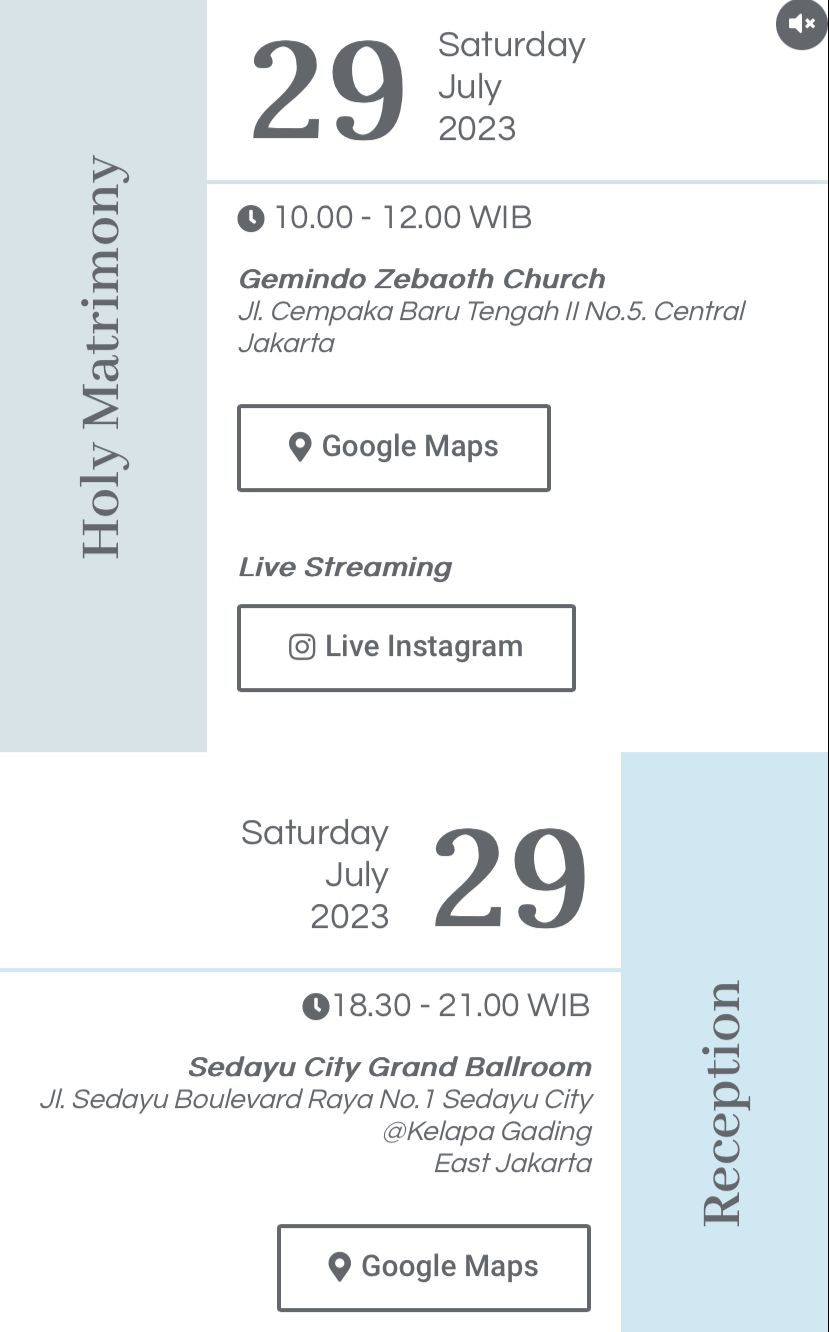 Holy Matrimony
29
Saturday
July
2023
10.00 - 12.00 WIB
Gemindo Zebaoth Church
Jl. Cempaka Baru Tengah II No.5. Central
Jakarta
Google Maps
Live Streaming
Live Instagram
Saturday
July
2023
29
18.30 - 21.00 WIB
Sedayu City Grand Ballroom
Jl. Sedayu Boulevard Raya No.1 Sedayu City
@Kelapa Gading
East Jakarta
Google Maps
Reception